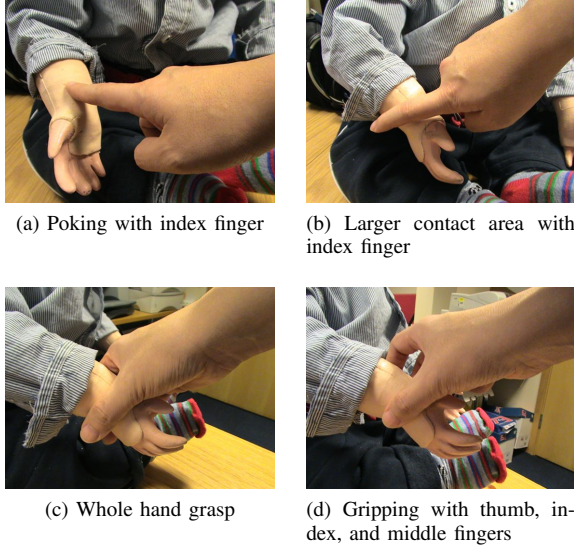 (a) Poking with index finger
(b) Larger contact area with
index finger
(c) Whole hand grasp
(d) Gripping with thumb, in-
dex, and middle fingers